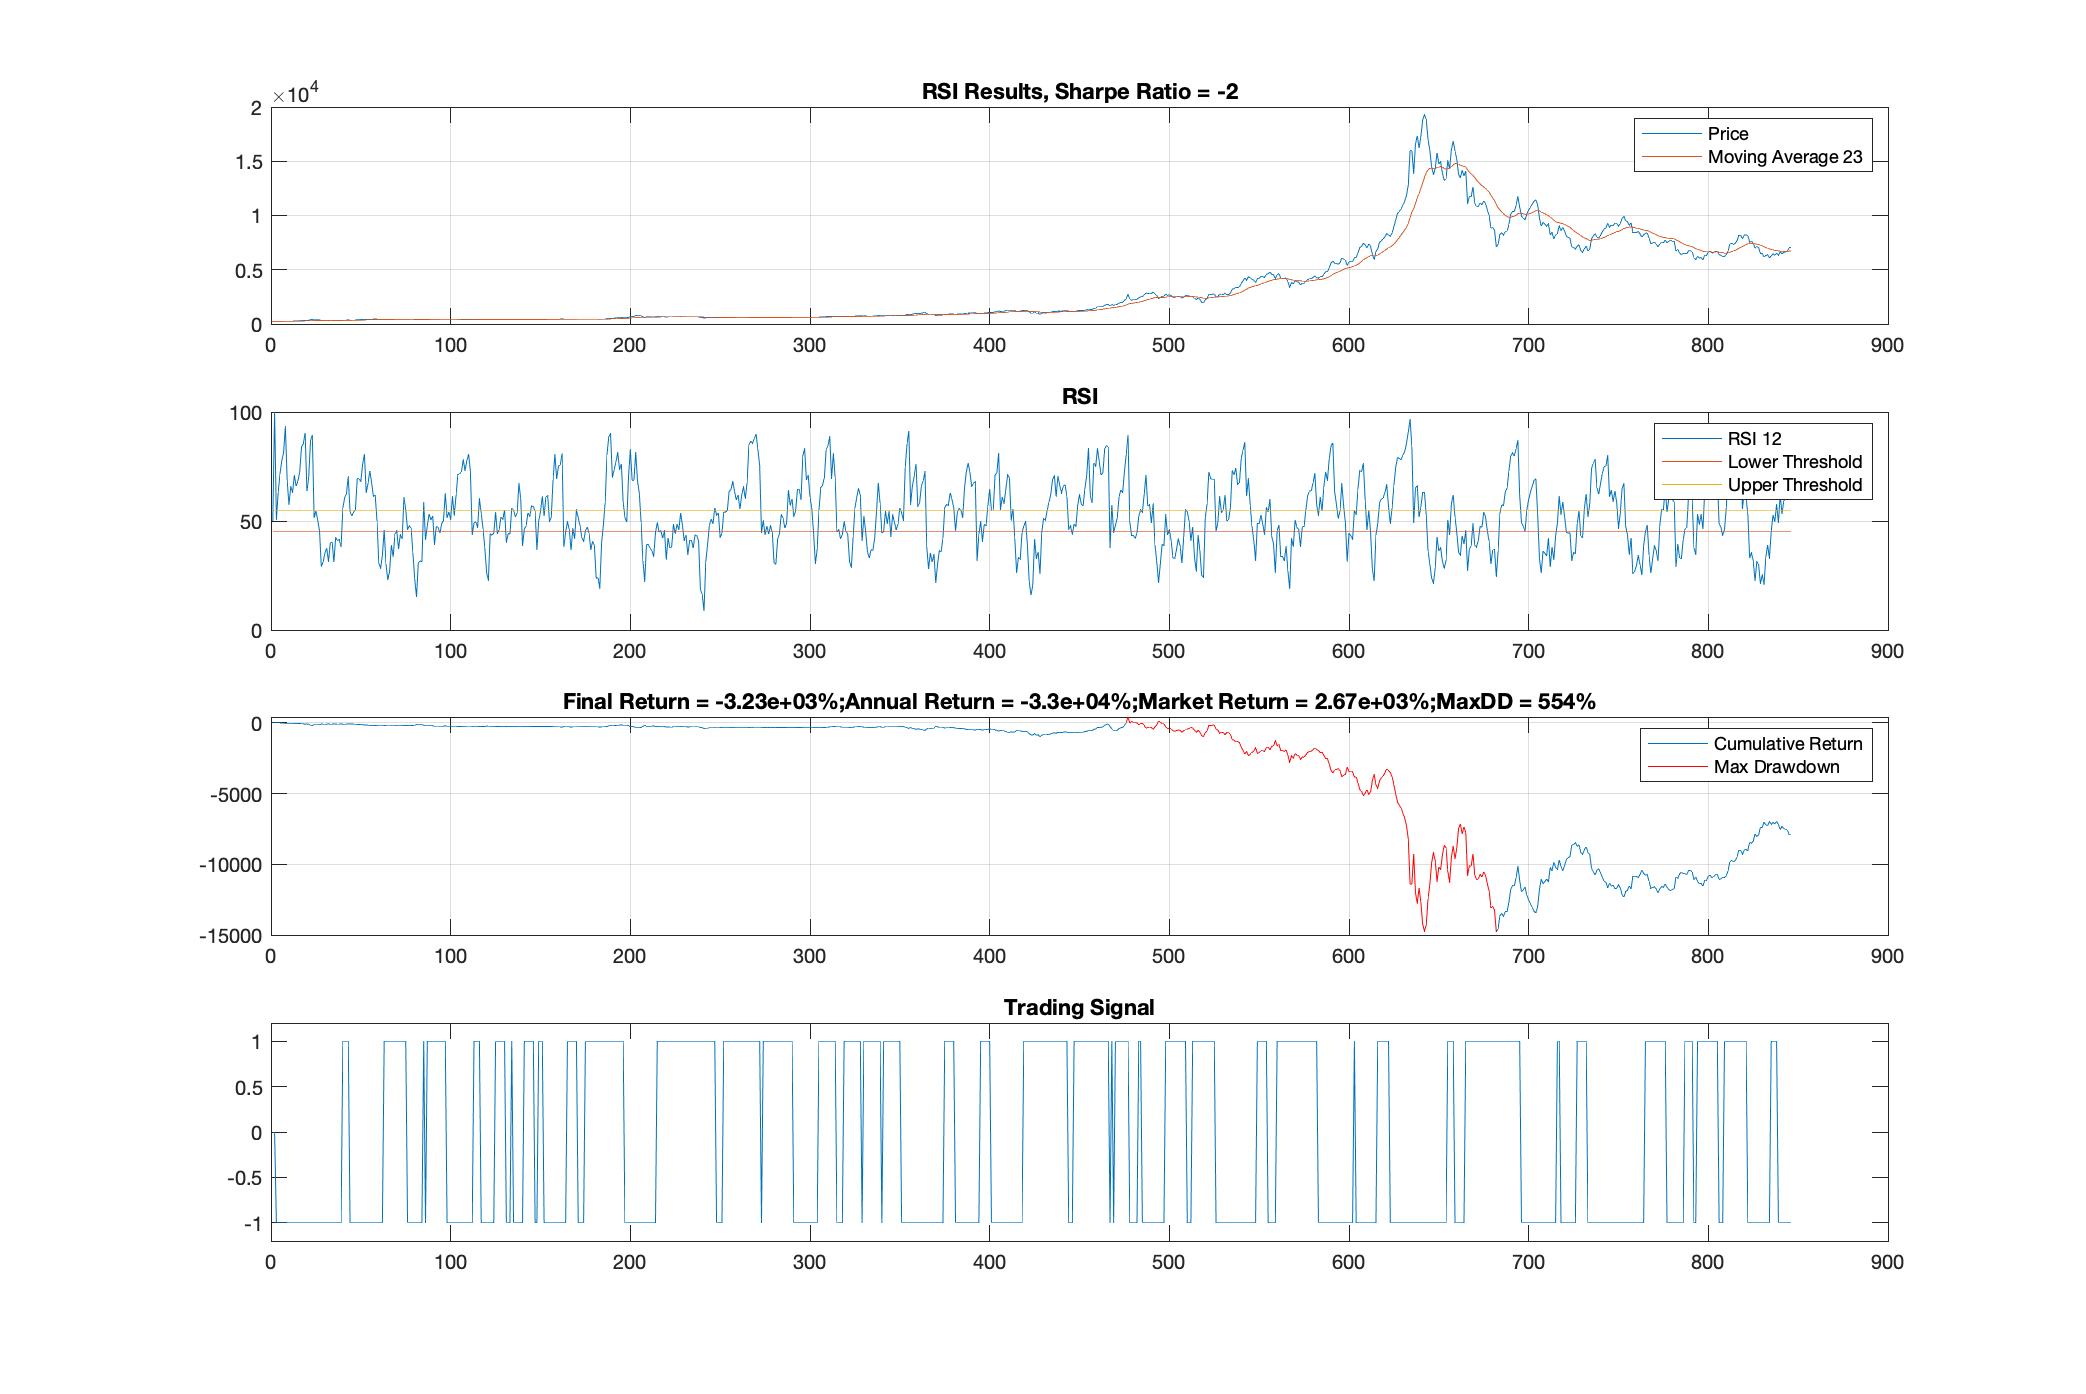 RSI Results, Sharpe Ratio = -2
×10⁴
2
1.5
1
0.5
0
Price
Moving Average 23
0 100 200 300 400 500 600 700 800 900
RSI
100
50
0
RSI 12
Lower Threshold
Upper Threshold
0 100 200 300 400 500 600 700 800 900
Final Return = -3.23e+03%;Annual Return = -3.3e+04%;Market Return = 2.67e+03%;MaxDD = 554%
0
-5000
-10000
-15000
Cumulative Return
Max Drawdown
0 100 200 300 400 500 600 700 800 900
Trading Signal
1
0.5
0
-0.5
-1
0 100 200 300 400 500 600 700 800 900